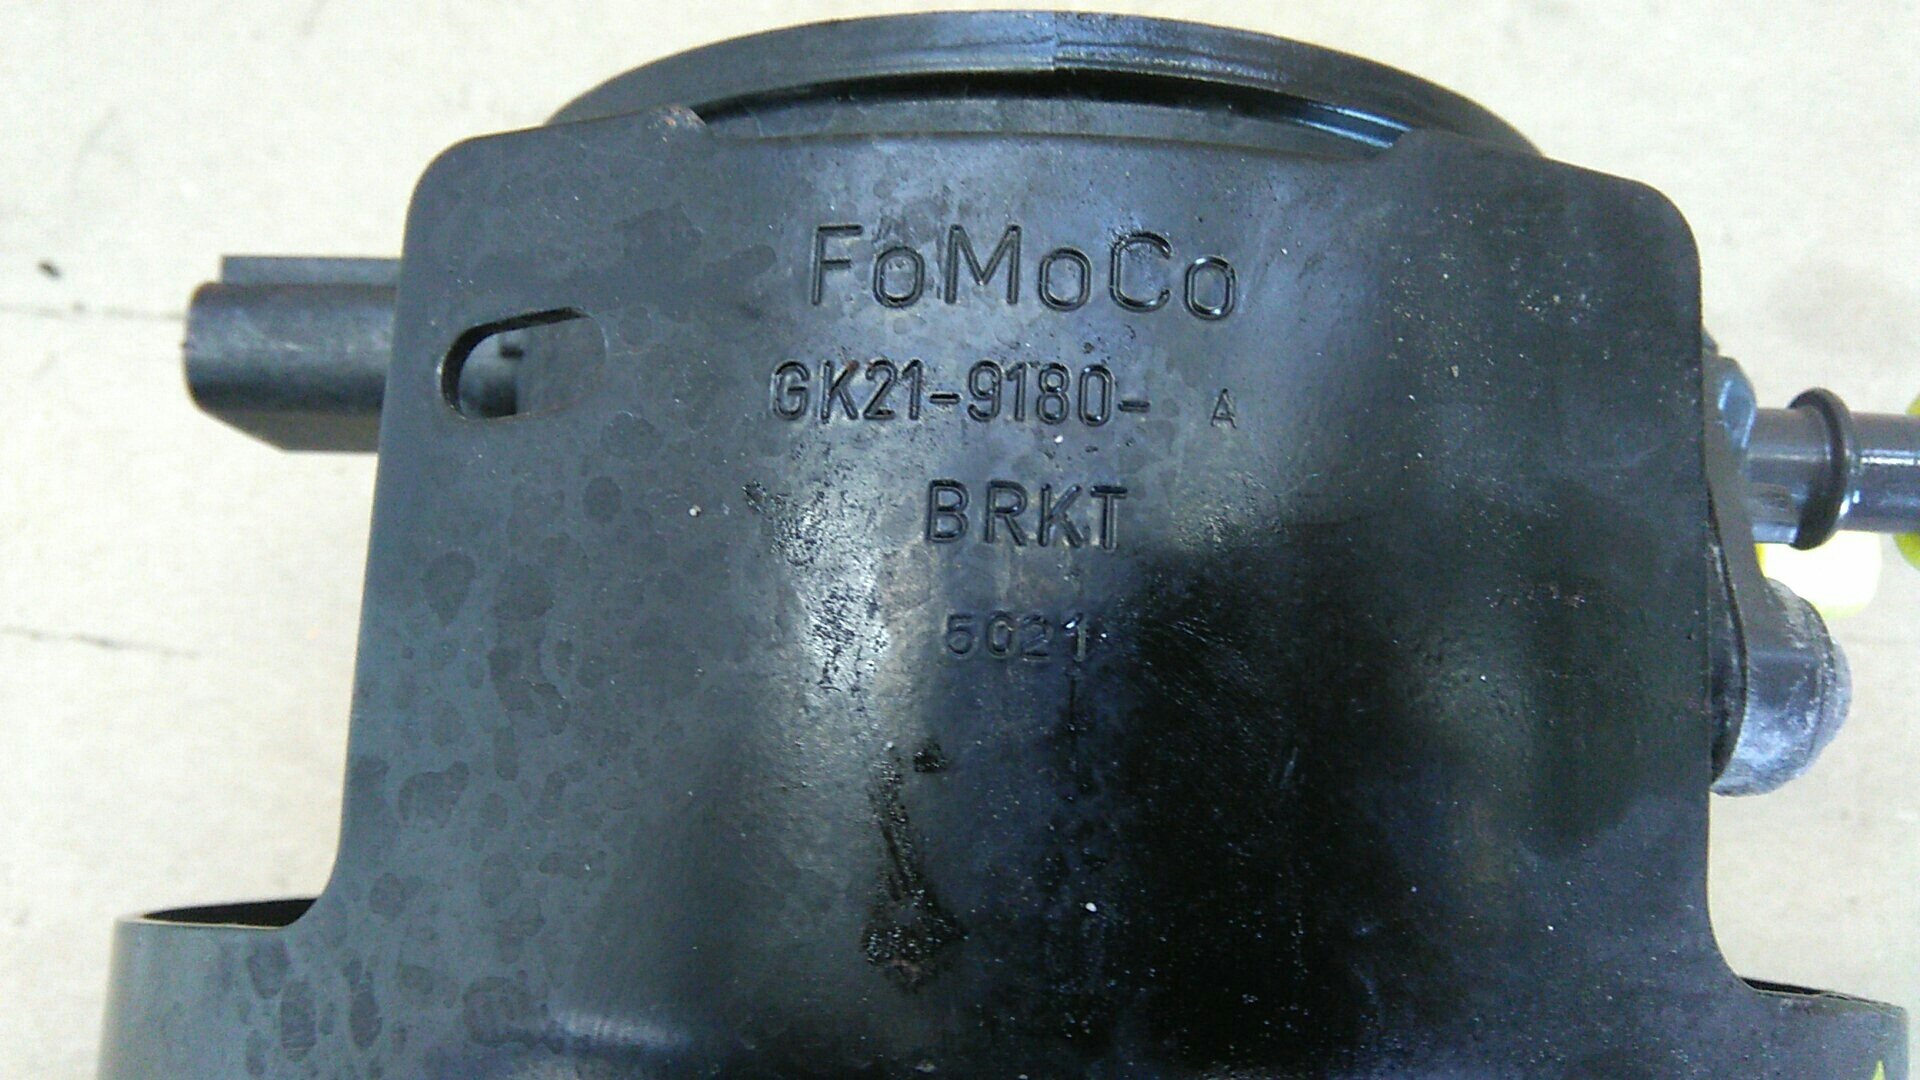 FoMoCo
GK21-9180- A
BRKT
5021